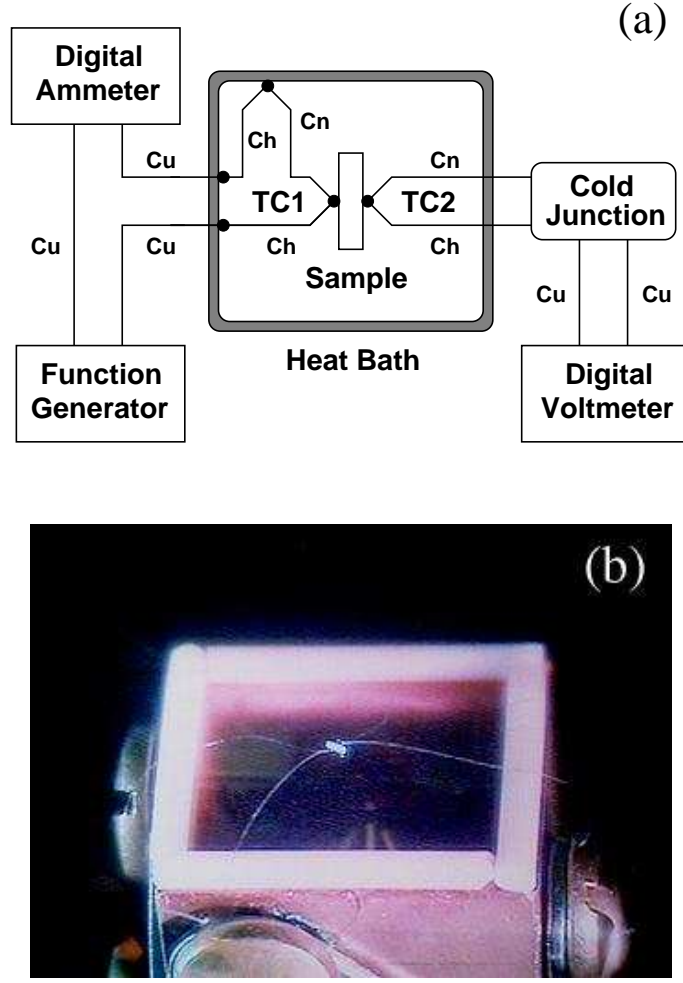 (a)
Digital
Ammeter
Cn
Ch
Cu
Cn
TC1
TC2
Cold
Junction
Cu
Cu
Ch
Ch
Sample
Cu
Cu
Heat Bath
Function
Generator
Digital
Voltmeter
(b)